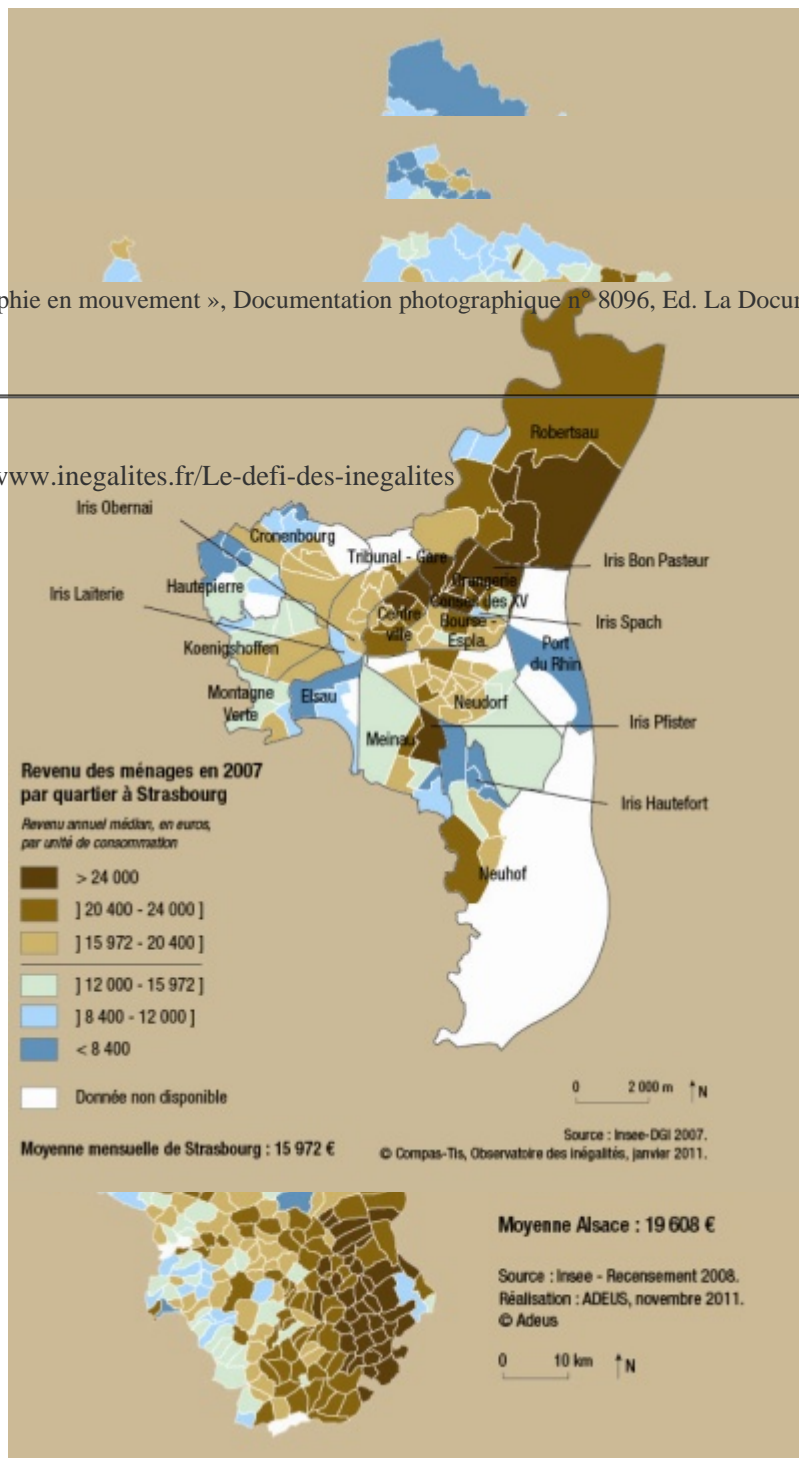 phie en mouvement », Documentation photographique n° 8096, Ed. La Docum
Robertsau
www.inegalites.fr/Le-defi-des-inegalites
Iris Obernai
Cronenbourg
Tribunal - Gare
Iris Bon Pasteur
Hautepierre
Orangerie
Iris Laiterie
Conseil des XV
Centre
ville
Bourse -
Espla.
Iris Spach
Koenigshoffen
Port
du Rhin
Montagne
Verte
Elsau
Neudorf
Iris Pfister
Meinau
Revenu des ménages en 2007
par quartier à Strasbourg
Iris Hautefort
Revenu annuel médian, en euros,
par unité de consommation
Neuhof
> 24 000
] 20 400 - 24 000 ]
] 15 972 - 20 400 ]
] 12 000 - 15 972 ]
] 8 400 - 12 000 ]
< 8 400
Donnée non disponible
0 2 000 m N
Moyenne mensuelle de Strasbourg : 15 972 €
Source : Insee-DGI 2007.
© Compas-Tis, Observatoire des inégalités, janvier 2011.
Moyenne Alsace : 19 608 €
Source : Insee - Recensement 2008.
Réalisation : ADEUS, novembre 2011.
© Adeus
0 10 km N